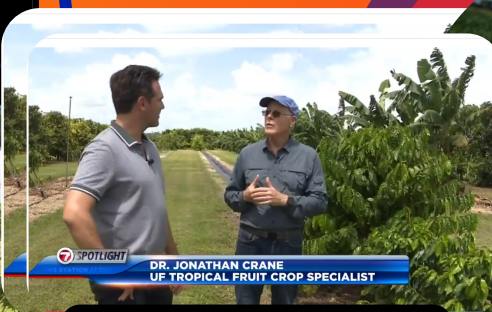 7 SPOTLIGHT
DR. JONATHAN CRANE
UF TROPICAL FRUIT CROP SPECIALIST